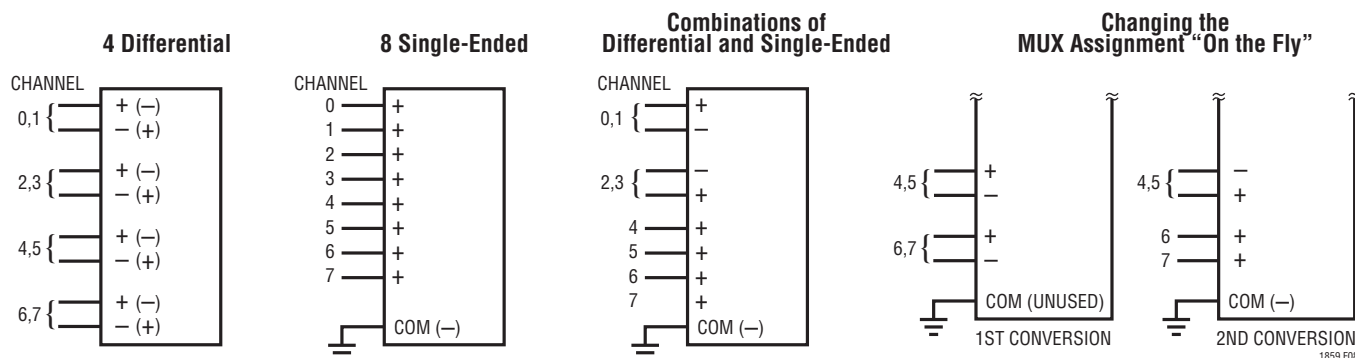 4 Differential
CHANNEL
0,1 { + (–)
– (+)
2,3 { + (–)
– (+)
4,5 { + (–)
– (+)
6,7 { + (–)
– (+)
8 Single-Ended
CHANNEL
0 +
1 +
2 +
3 +
4 +
5 +
6 +
7 +
COM (–)
Combinations of
Differential and Single-Ended
CHANNEL
0,1 { +
–
2,3 { –
+
4 +
5 +
6 +
7 +
COM (–)
Changing the
MUX Assignment “On the Fly”
4,5 { +
–
6,7 { +
–
COM (UNUSED)
1ST CONVERSION
4,5 { –
+
6 +
7 +
COM (–)
2ND CONVERSION